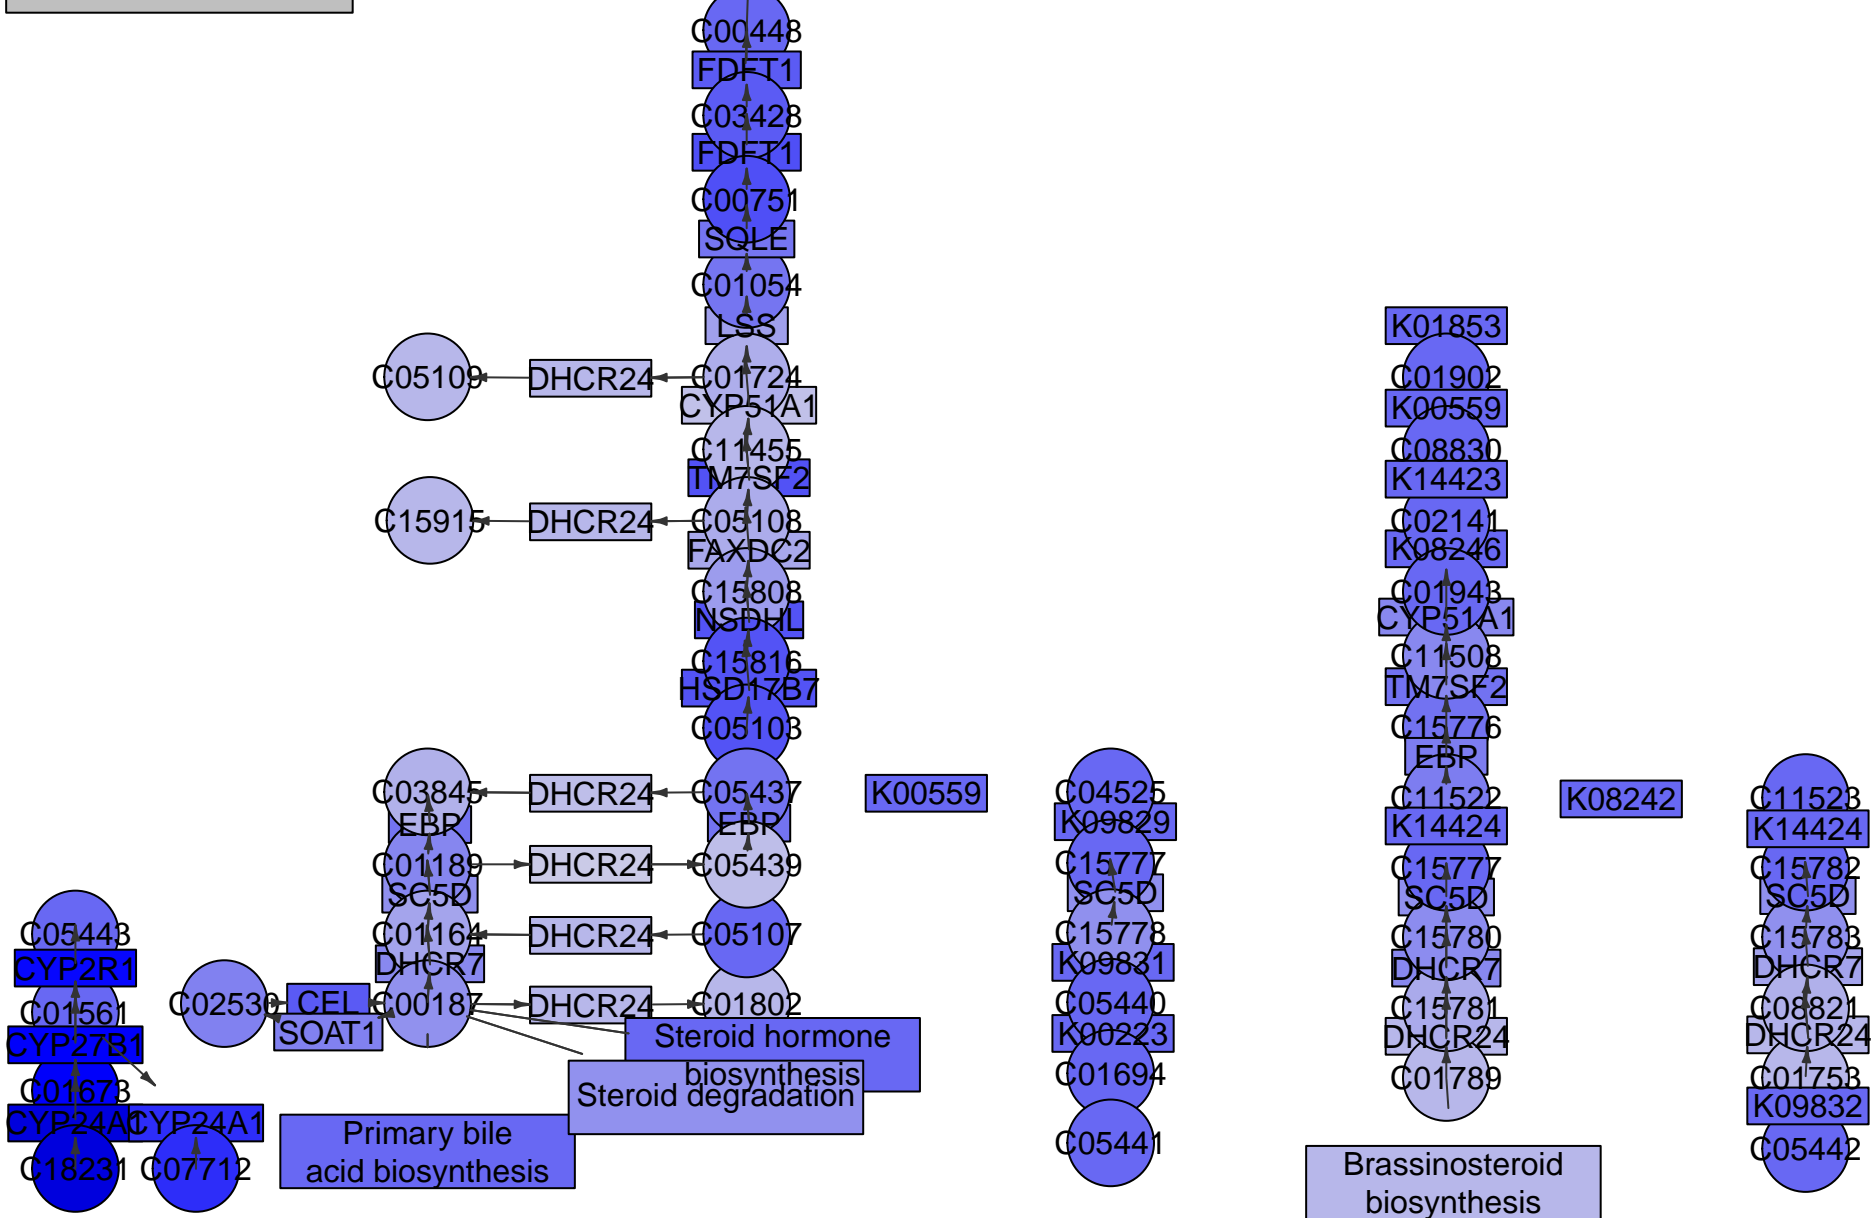 C00448
FDFT1
C03428
FDFT1
C00751
SQLE
C01054
LSS
C05109
DHCR24
C01724
CYP51A1
C11455
TM7SF2
C15915
DHCR24
C05108
FAXDC2
C15808
NSDHL
C15816
HSD17B7
C05103
C03845
DHCR24
C05437
EBP
EBP
C01189
DHCR24
C05439
SC5D
C01164
DHCR24
C05107
DHCR7
C02530
CEL
SOAT1
C00187
DHCR24
C01802
C05443
CYP2R1
C01561
CYP27B1
C01673
CYP24A1
CYP24A1
C18231
C07712
Steroid hormone
biosynthesis
Steroid degradation
Primary bile
acid biosynthesis
K00559
C04525
K09829
C15777
SC5D
C15778
K09831
C05440
K00223
C01694
C05441
K01853
C01902
K00559
C08830
K14423
C02141
K08246
C01943
CYP51A1
C11508
TM7SF2
C15776
EBP
C11522
K14424
C15777
SC5D
C15780
DHCR7
C15781
DHCR24
C01789
Brassinosteroid
biosynthesis
K08242
C11523
K14424
C15782
SC5D
C15783
DHCR7
C08821
DHCR24
C01753
K09832
C05442